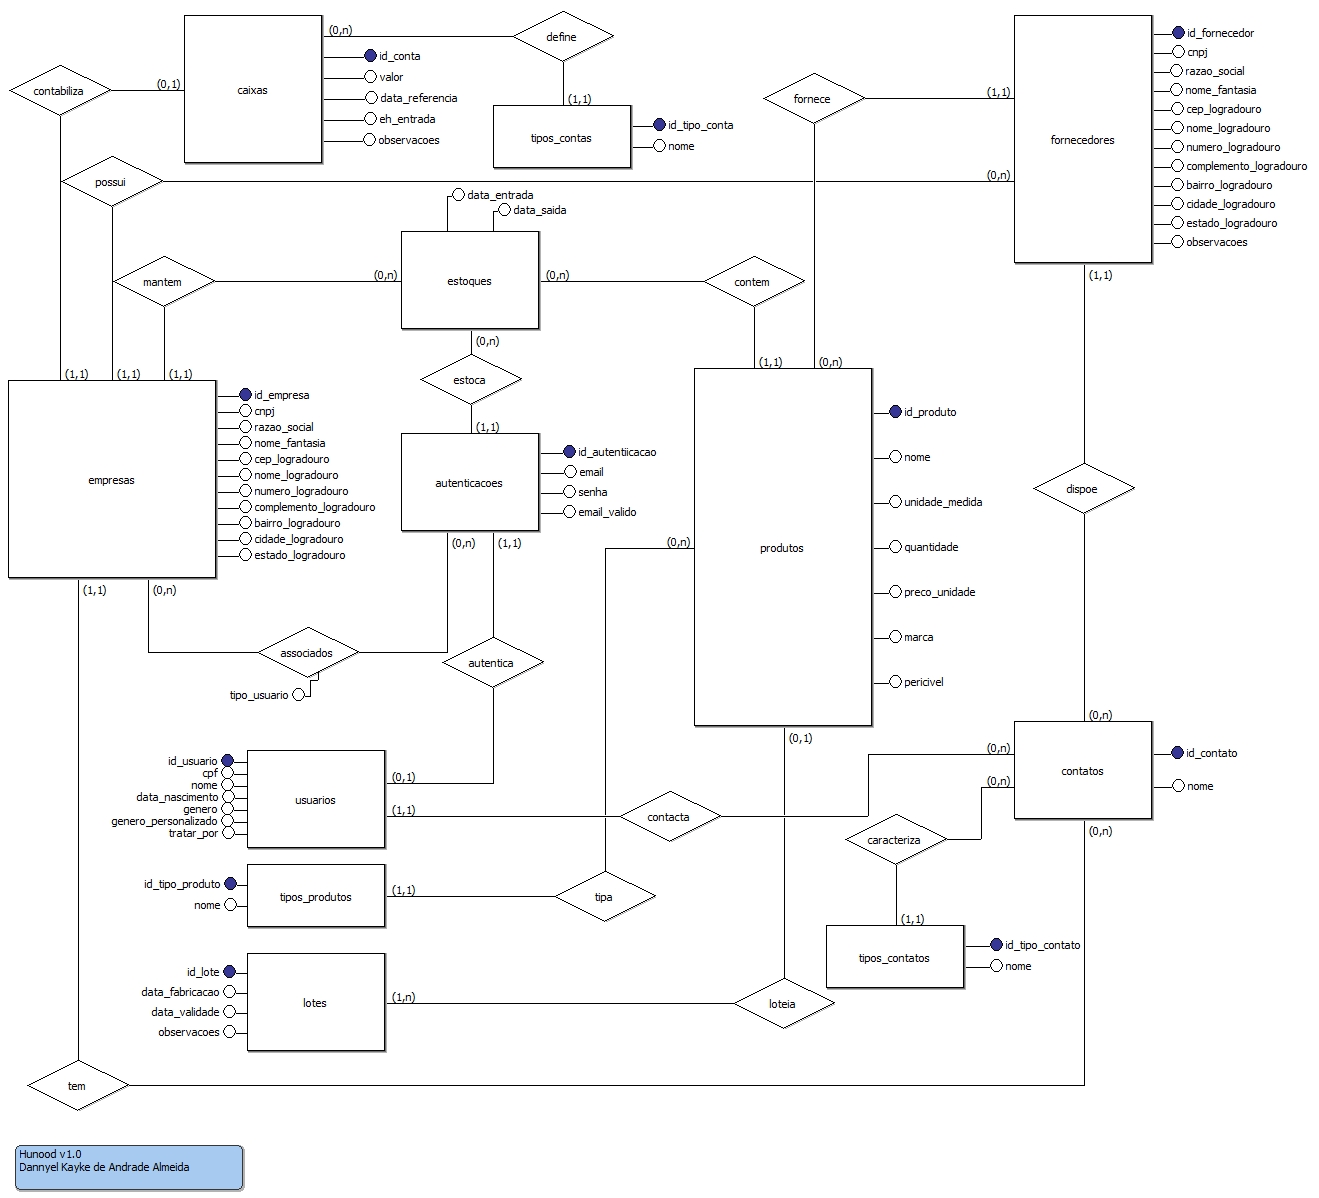 (0,n)
define
caixas
id_conta
valor
data_referencia
eh_entrada
observacoes
contabiliza
(0,1)
(1,1)
tipos_contas
id_tipo_conta
nome
fornece
(1,1)
fornecedores
id_fornecedor
cnpj
razao_social
nome_fantasia
cep_logradouro
nome_logradouro
numero_logradouro
complemento_logradouro
bairro_logradouro
cidade_logradouro
estado_logradouro
observacoes
possui
(0,n)
data_entrada
data_saida
mantem
(0,n)
estoques
(0,n)
contem
(1,1)
(0,n)
estoca
(1,1)
(0,n)
(1,1)
(1,1)
(1,1)
empresas
id_empresa
cnpj
razao_social
nome_fantasia
cep_logradouro
nome_logradouro
numero_logradouro
complemento_logradouro
bairro_logradouro
cidade_logradouro
estado_logradouro
(1,1)
autenticacoes
id_autentiicacao
email
senha
email_valido
produtos
id_produto
nome
unidade_medida
quantidade
preco_unidade
marca
pericivel
dispoe
(0,n)
(1,1)
(0,n)
(1,1)
(0,n)
associados
tipo_usuario
autentica
(0,n)
contatos
id_contato
nome
(0,n)
(0,n)
(0,n)
(0,1)
id_usuario
cpf
nome
data_nascimento
genero
genero_personalizado
tratar_por
usuarios
(0,1)
(1,1)
contacta
caracteriza
id_tipo_produto
nome
tipos_produtos
(1,1)
tipa
(1,1)
tipos_contatos
id_tipo_contato
nome
id_lote
data_fabricacao
data_validade
observacoes
lotes
(1,n)
loteia
tem
Hunood v1.0
Dannyel Kayke de Andrade Almeida